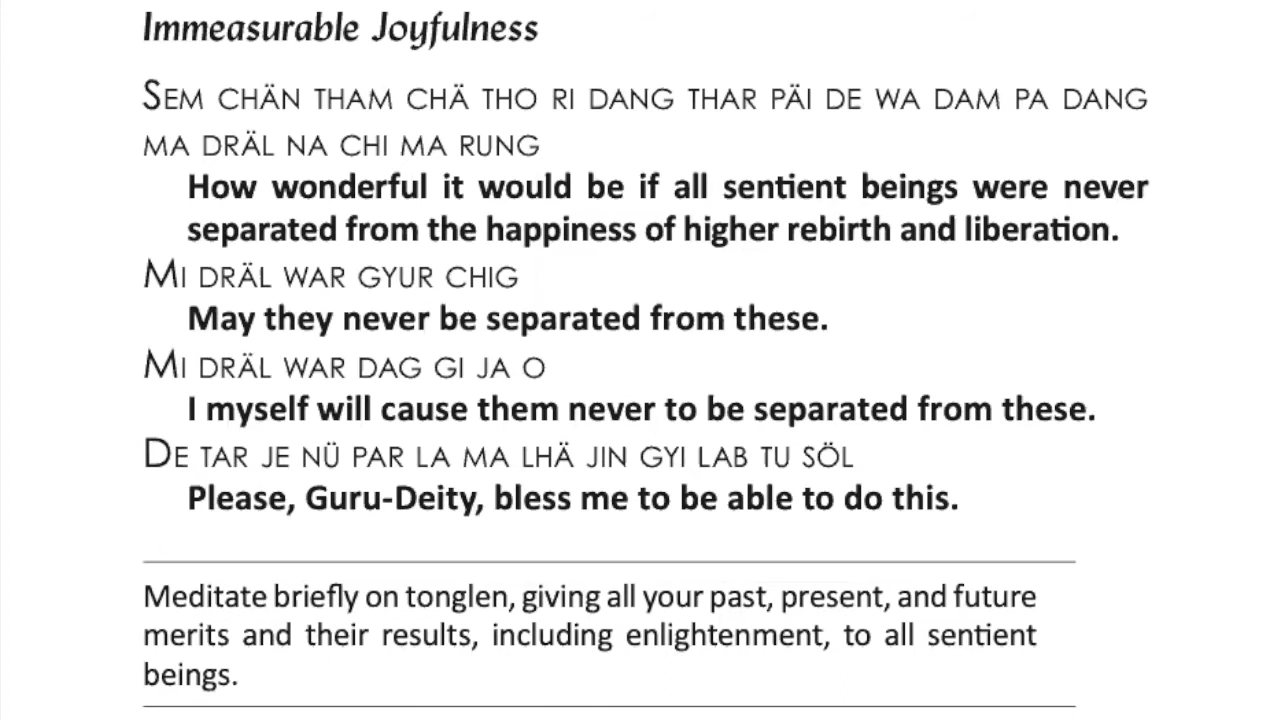 Immeasurable Joyfulness
SEM CHÄN THAM CHÄ THO RI DANG THAR PÄI DE WA DAM PA DANG
MA DRÄL NA CHI MA RUNG
How wonderful it would be if all sentient beings were never
separated from the happiness of higher rebirth and liberation.
MI DRÄL WAR GYUR CHIG
May they never be separated from these.
MI DRÄL WAR DAG GI JA O
I myself will cause them never to be separated from these.
DE TAR JE NÜ PAR LA MA LHÄ JIN GYI LAB TU SÖL
Please, Guru-Deity, bless me to be able to do this.
Meditate briefly on tonglen, giving all your past, present, and future
merits and their results, including enlightenment, to all sentient
beings.